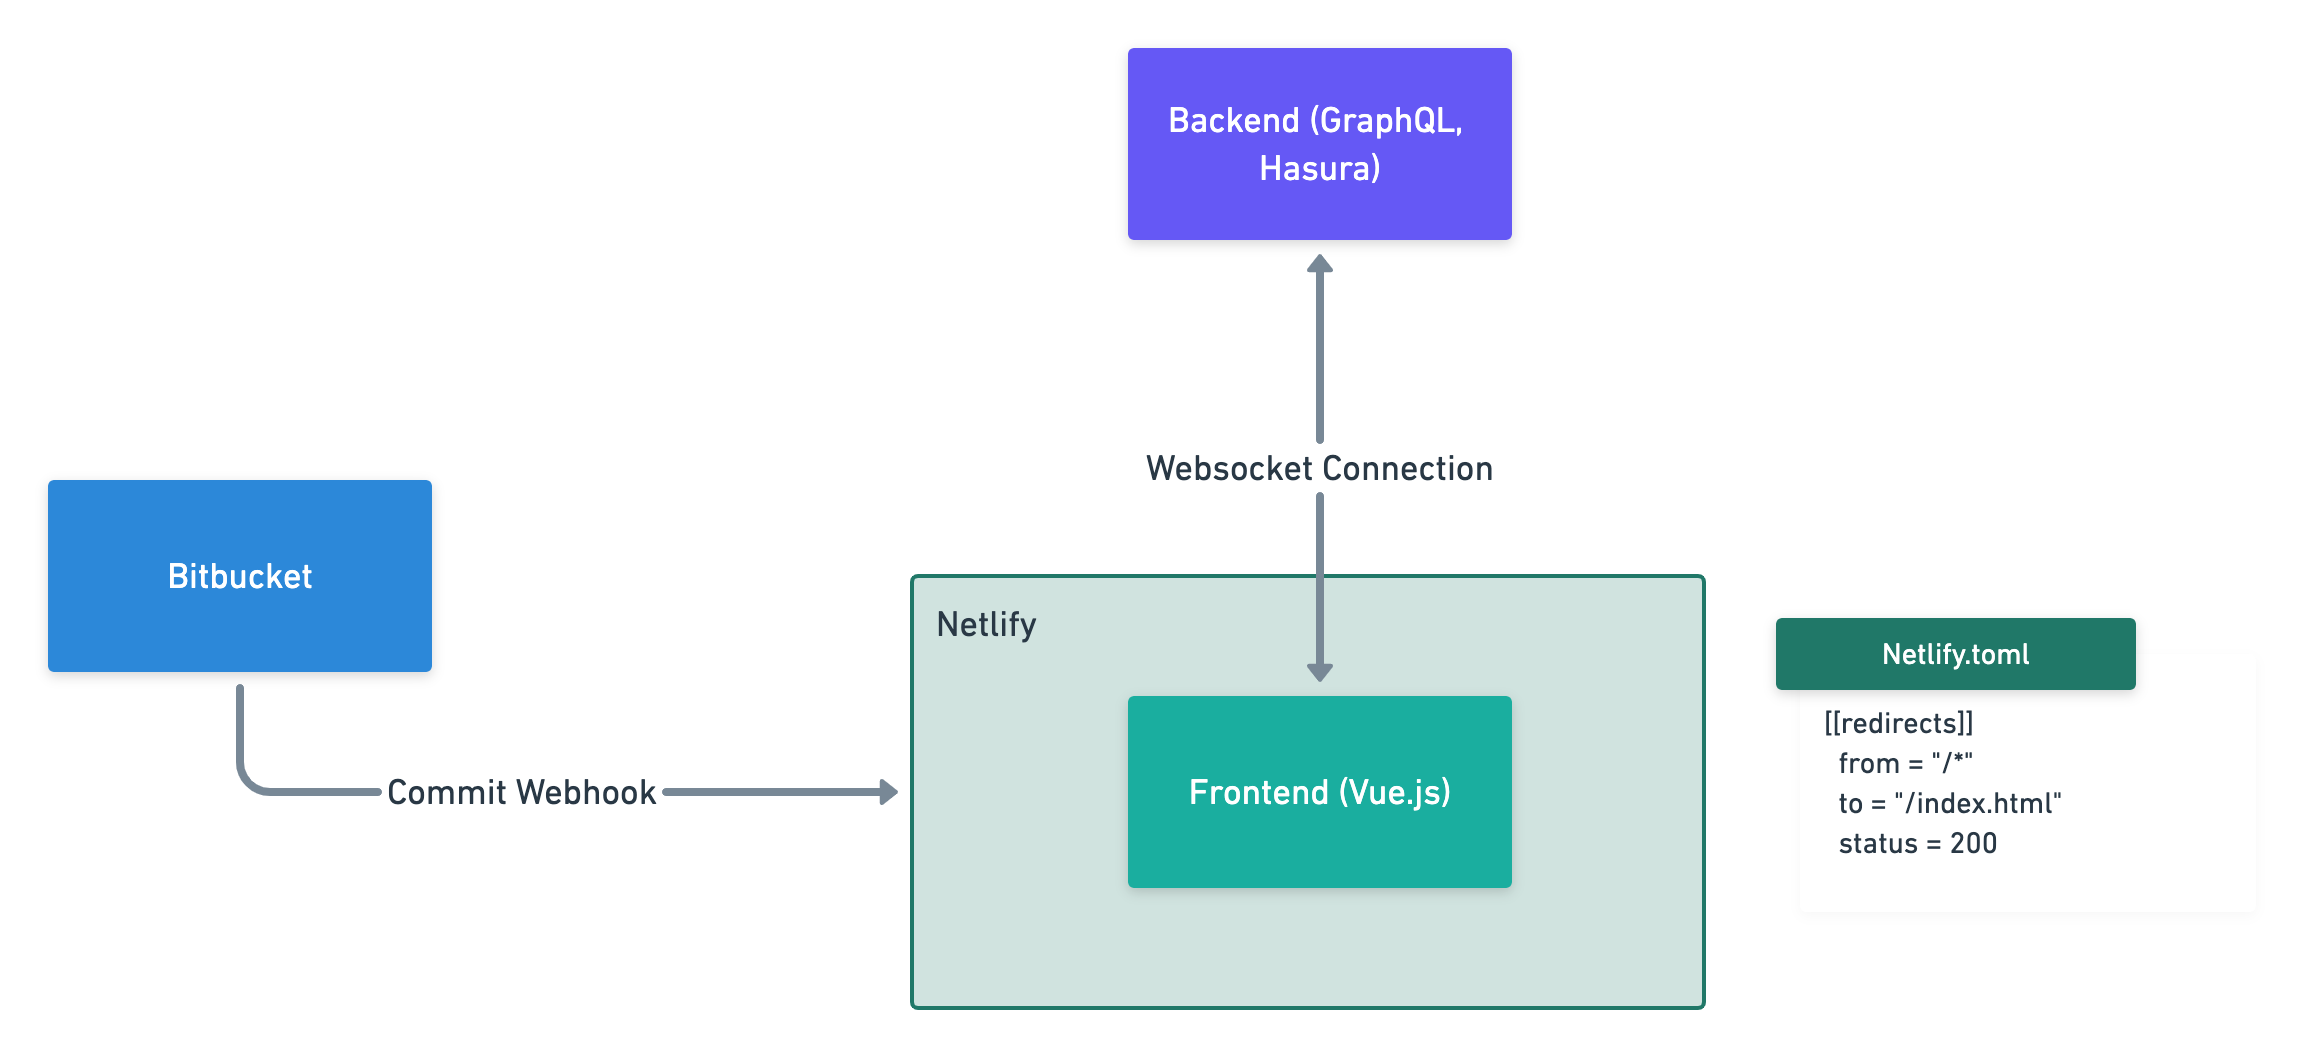 Backend (GraphQL,
Hasura)
Websocket Connection
Bitbucket
Commit Webhook
Netlify
Frontend (Vue.js)
Netlify.toml
[[redirects]]
from = "/*"
to = "/index.html"
status = 200